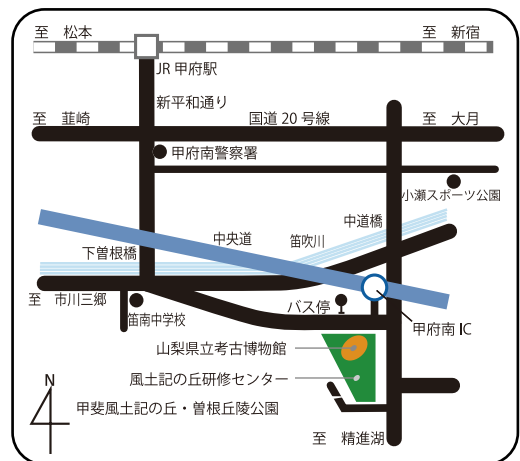 至 松本
至 新宿
JR 甲府駅
新平和通り
至 韮崎
国道 20 号線
至 大月
甲府南警察署
小瀬スポーツ公園
中道橋
中央道
笛吹川
下曽根橋
至 市川三郷
バス停
笛南中学校
甲府南 IC
山梨県立考古博物館
風土記の丘研修センター
甲斐風土記の丘・曽根丘陵公園
N
至 精進湖